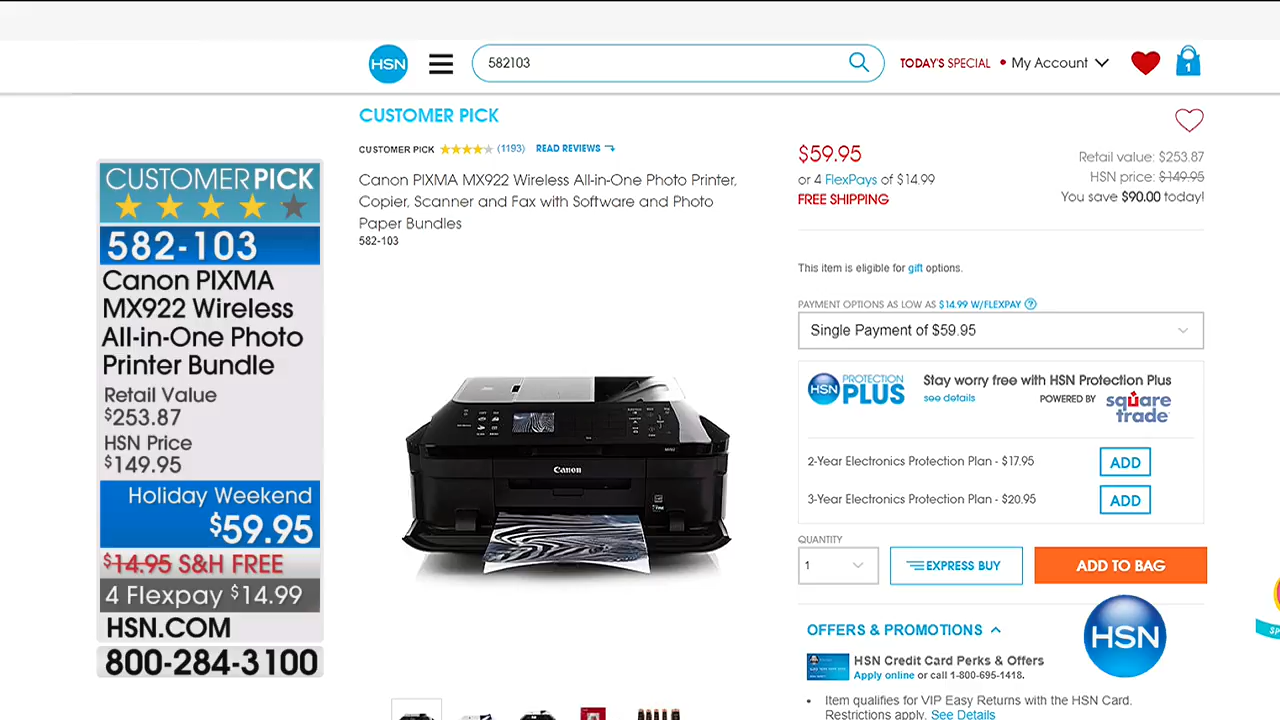 HSN
582103
TODAY'S SPECIAL • My Account
1
CUSTOMER PICK
CUSTOMER PICK (1193) READ REVIEWS
Canon PIXMA MX922 Wireless All-in-One Photo Printer,
Copier, Scanner and Fax with Software and Photo
Paper Bundles
582-103
$59.95
or 4 FlexPays of $14.99
FREE SHIPPING
Retail value: $253.87
HSN price: $149.95
You save $90.00 today!
This item is eligible for gift options.
PAYMENT OPTIONS AS LOW AS $14.99 W/FLEXPAY ?
Single Payment of $59.95
HSN PROTECTION PLUS
Stay worry free with HSN Protection Plus
see details
POWERED BY square trade
2-Year Electronics Protection Plan - $17.95 ADD
3-Year Electronics Protection Plan - $20.95 ADD
QUANTITY
1
EXPRESS BUY
ADD TO BAG
OFFERS & PROMOTIONS
HSN
HSN Credit Card Perks & Offers
Apply online or call 1-800-695-1418.
• Item qualifies for VIP Easy Returns with the HSN Card.
Restrictions apply. See Details
Canon
CUSTOMER PICK
582-103
Canon PIXMA
MX922 Wireless
All-in-One Photo
Printer Bundle
Retail Value
$253.87
HSN Price
$149.95
Holiday Weekend
$59.95
$14.95 S&H FREE
4 Flexpay $14.99
HSN.COM
800-284-3100